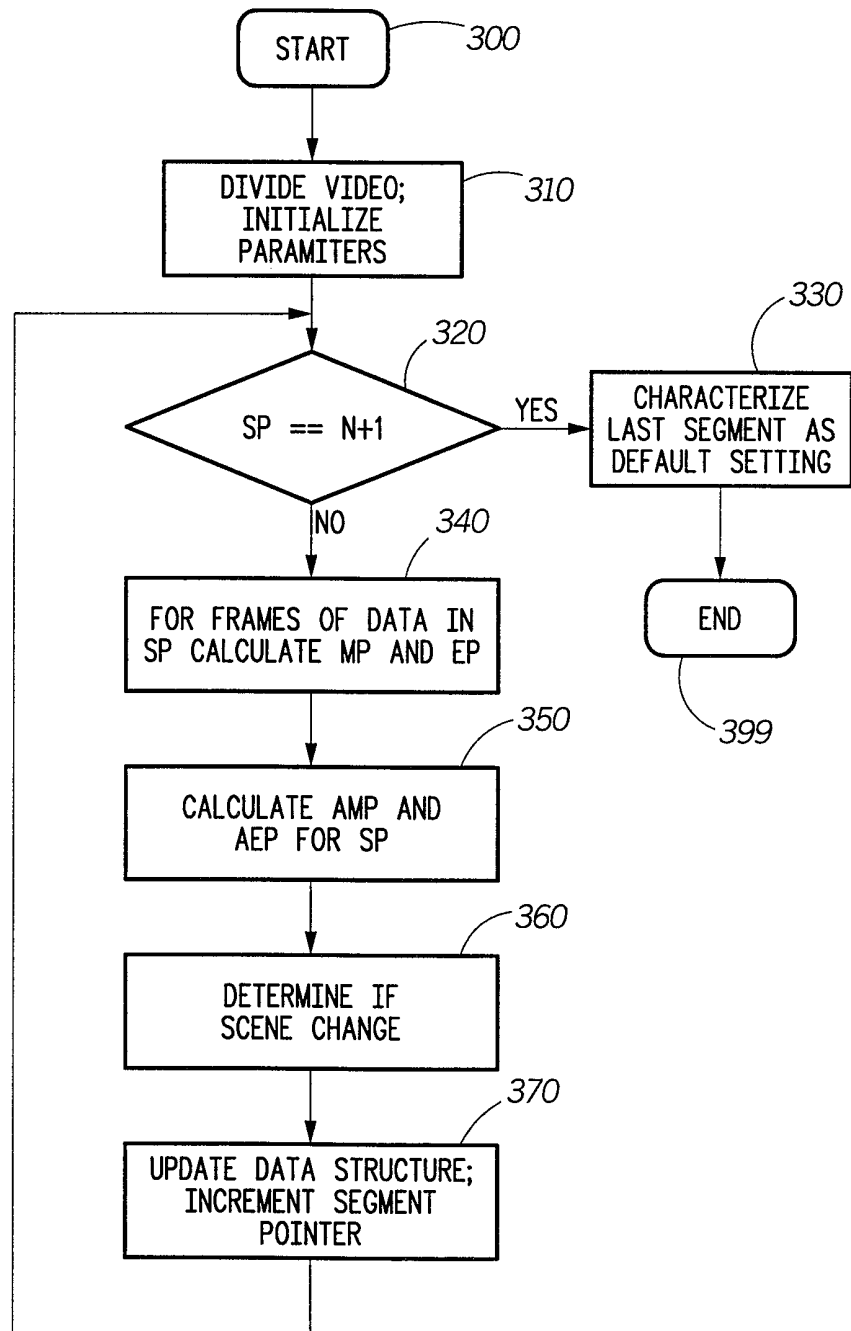 START
300
DIVIDE VIDEO;
INITIALIZE
PARAMITERS
310
320
SP == N+1
YES
330
CHARACTERIZE
LAST SEGMENT AS
DEFAULT SETTING
NO
340
FOR FRAMES OF DATA IN
SP CALCULATE MP AND EP
END
399
350
CALCULATE AMP AND
AEP FOR SP
360
DETERMINE IF
SCENE CHANGE
370
UPDATE DATA STRUCTURE;
INCREMENT SEGMENT
POINTER